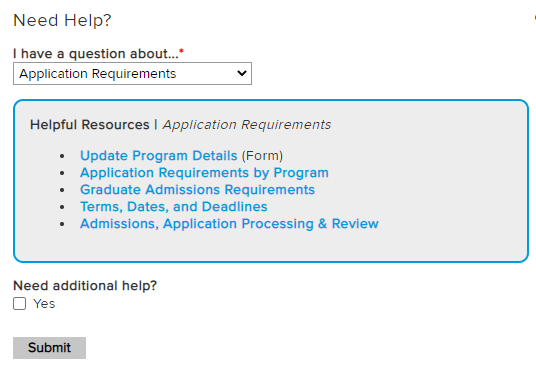 Need Help?
I have a question about...*
Application Requirements
Helpful Resources | Application Requirements
• Update Program Details (Form)
• Application Requirements by Program
• Graduate Admissions Requirements
• Terms, Dates, and Deadlines
• Admissions, Application Processing & Review
Need additional help?
Yes
Submit